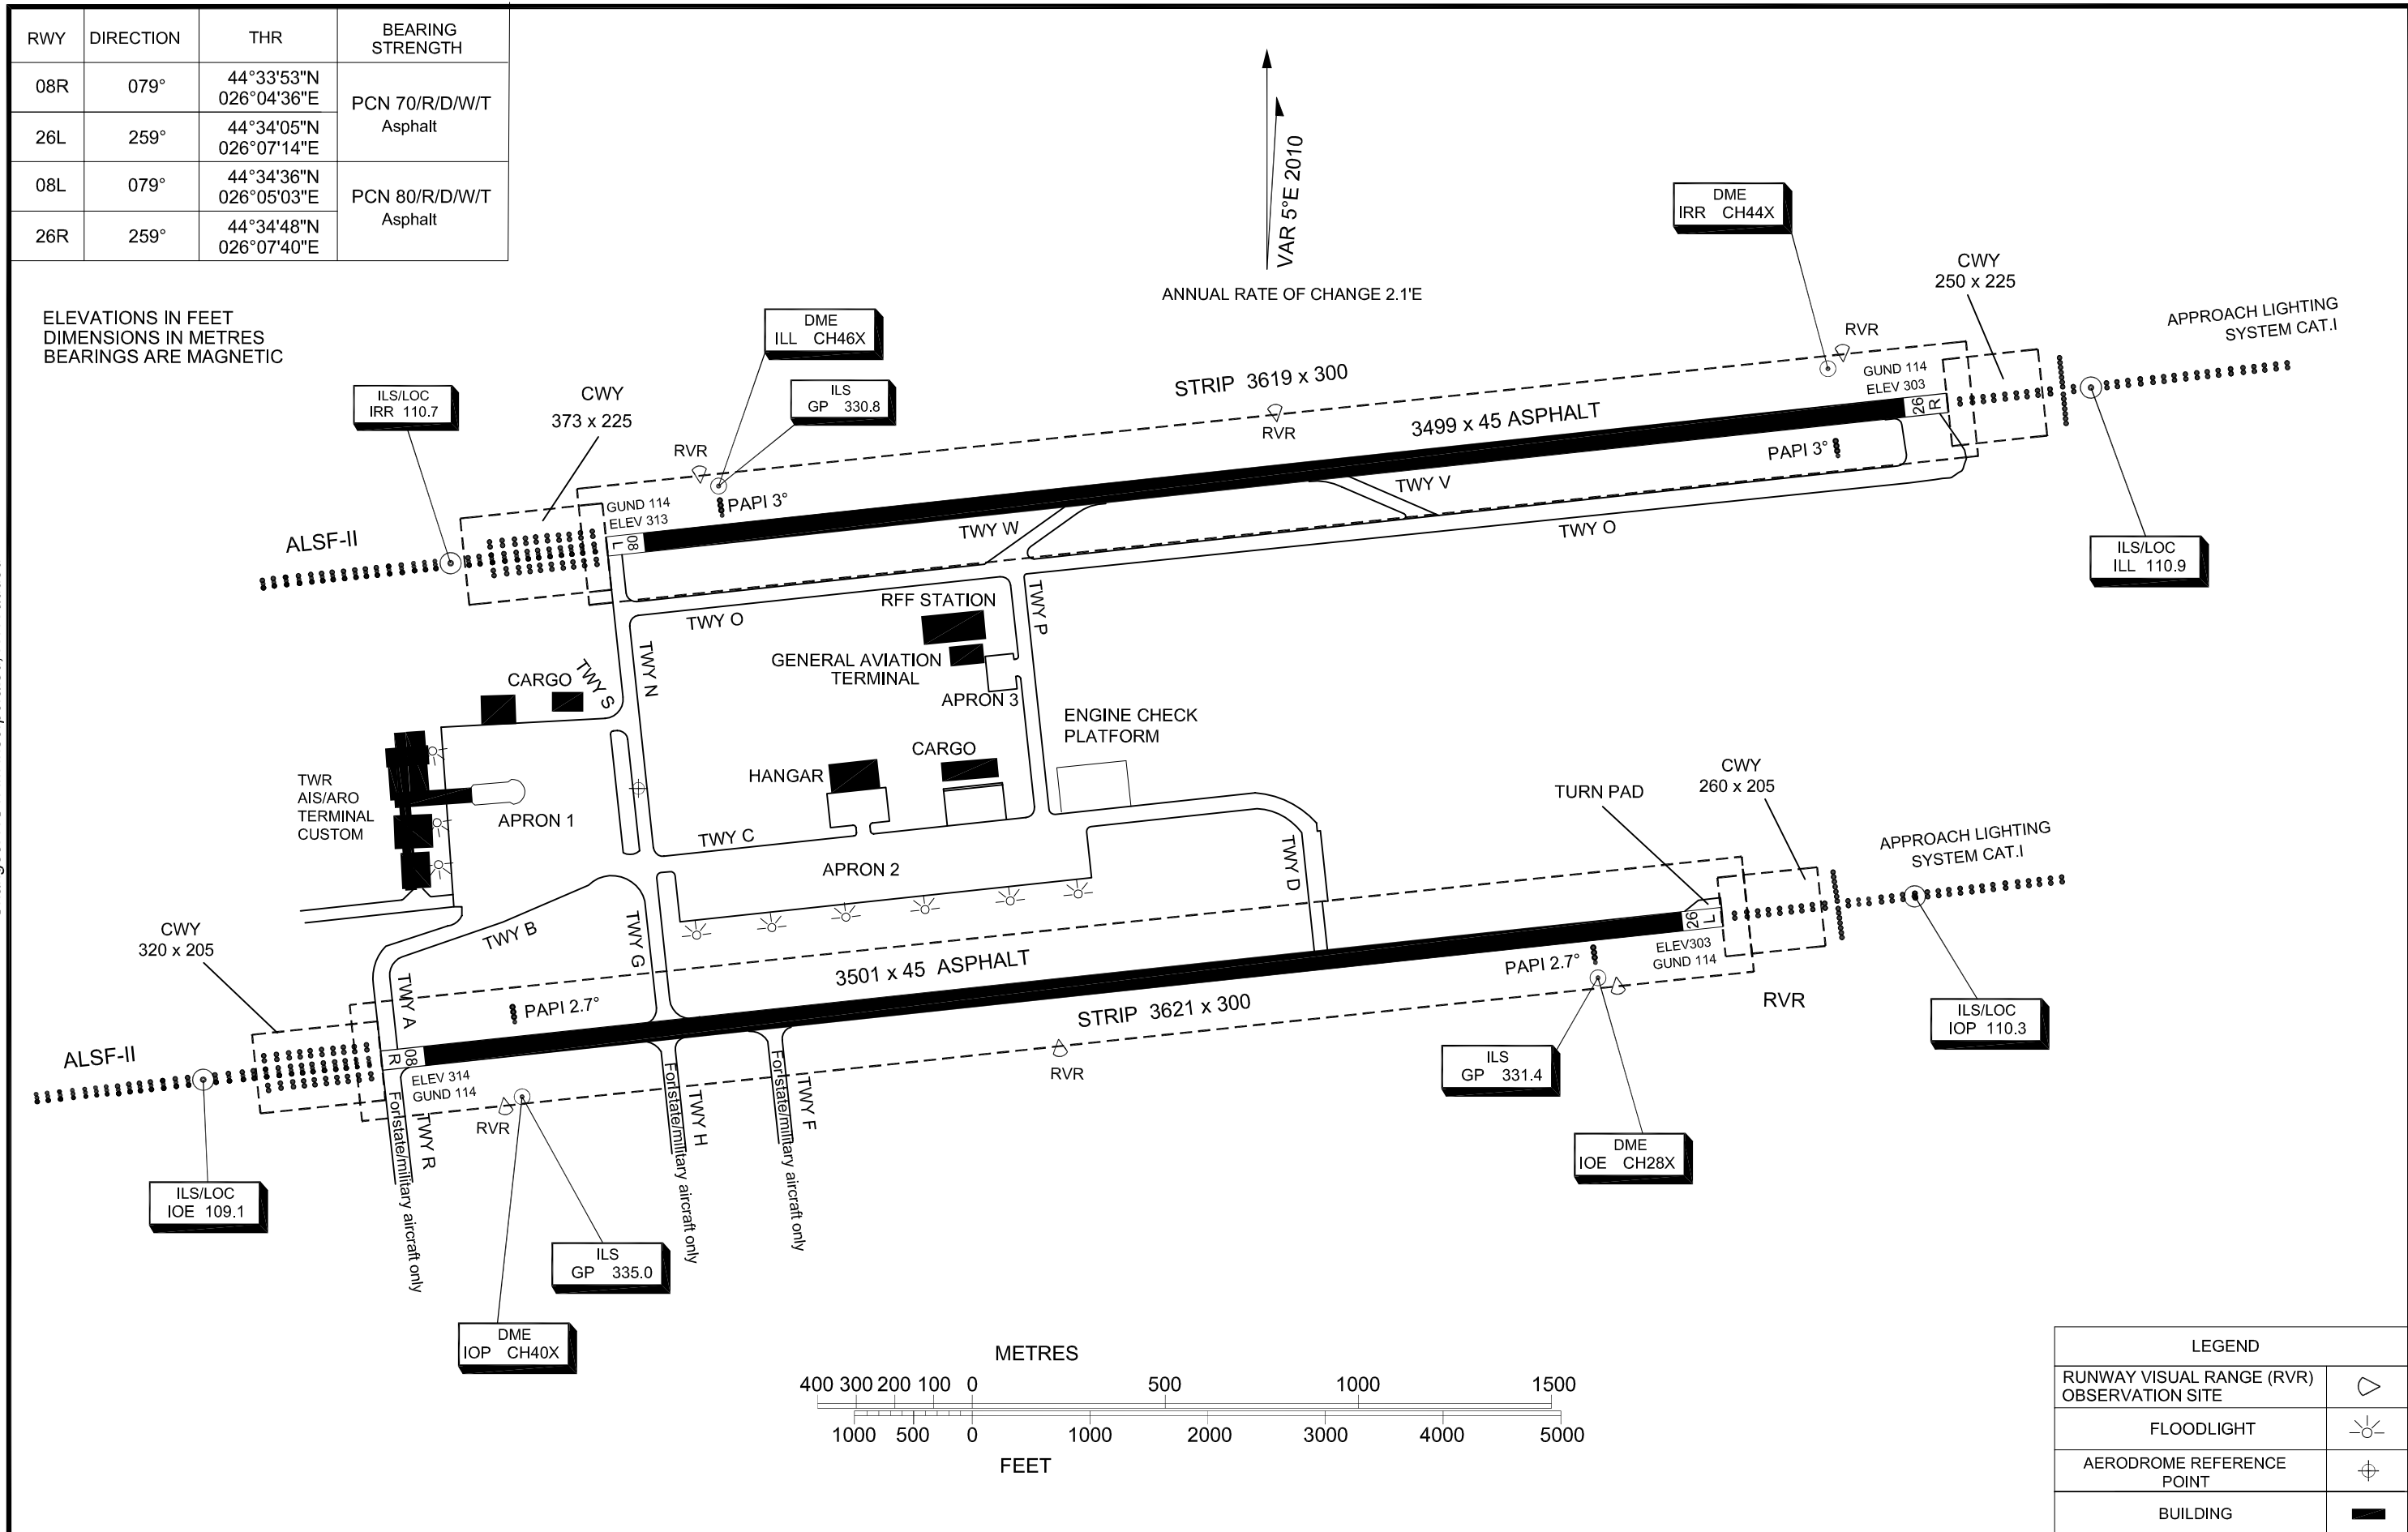 RWY DIRECTION THR BEARING STRENGTH
08R 079° 44°33'53"N 026°04'36"E PCN 70/R/D/W/T Asphalt
26L 259° 44°34'05"N 026°07'14"E
08L 079° 44°34'36"N 026°05'03"E PCN 80/R/D/W/T Asphalt
26R 259° 44°34'48"N 026°07'40"E
ELEVATIONS IN FEET
DIMENSIONS IN METRES
BEARINGS ARE MAGNETIC
VAR 5°E 2010
ANNUAL RATE OF CHANGE 2.1'E
DME
IRR CH44X
CWY
250 x 225
APPROACH LIGHTING
SYSTEM CAT.I
RVR
GUND 114
ELEV 303
26
R
DME
ILL CH46X
ILS
GP 330.8
ILS/LOC
IRR 110.7
CWY
373 x 225
RVR
STRIP 3619 x 300
RVR
3499 x 45 ASPHALT
PAPI 3°
PAPI 3°
GUND 114
ELEV 313
08
L
ALSF-II
TWY W
TWY V
TWY O
ILS/LOC
ILL 110.9
TWY O
TWY P
TWY N
TWY S
RFF STATION
GENERAL AVIATION
TERMINAL
APRON 3
CARGO
ENGINE CHECK
PLATFORM
CARGO
HANGAR
TWR
AIS/ARO
TERMINAL
CUSTOM
APRON 1
TWY C
APRON 2
TWY D
TURN PAD
CWY
260 x 205
APPROACH LIGHTING
SYSTEM CAT.I
26
L
ELEV303
GUND 114
PAPI 2.7°
RVR
ILS/LOC
IOP 110.3
CWY
320 x 205
TWY B
TWY G
TWY A
3501 x 45 ASPHALT
STRIP 3621 x 300
PAPI 2.7°
ALSF-II
08
R
ELEV 314
GUND 114
RVR
RVR
TWY R
For state/military aircraft only
TWY H
For state/military aircraft only
TWY F
For state/military aircraft only
ILS
GP 331.4
DME
IOE CH28X
ILS/LOC
IOE 109.1
ILS
GP 335.0
DME
IOP CH40X
METRES
400 300 200 100 0 500 1000 1500
1000 500 0 1000 2000 3000 4000 5000
FEET
LEGEND
RUNWAY VISUAL RANGE (RVR)
OBSERVATION SITE
FLOODLIGHT
AERODROME REFERENCE
POINT
BUILDING